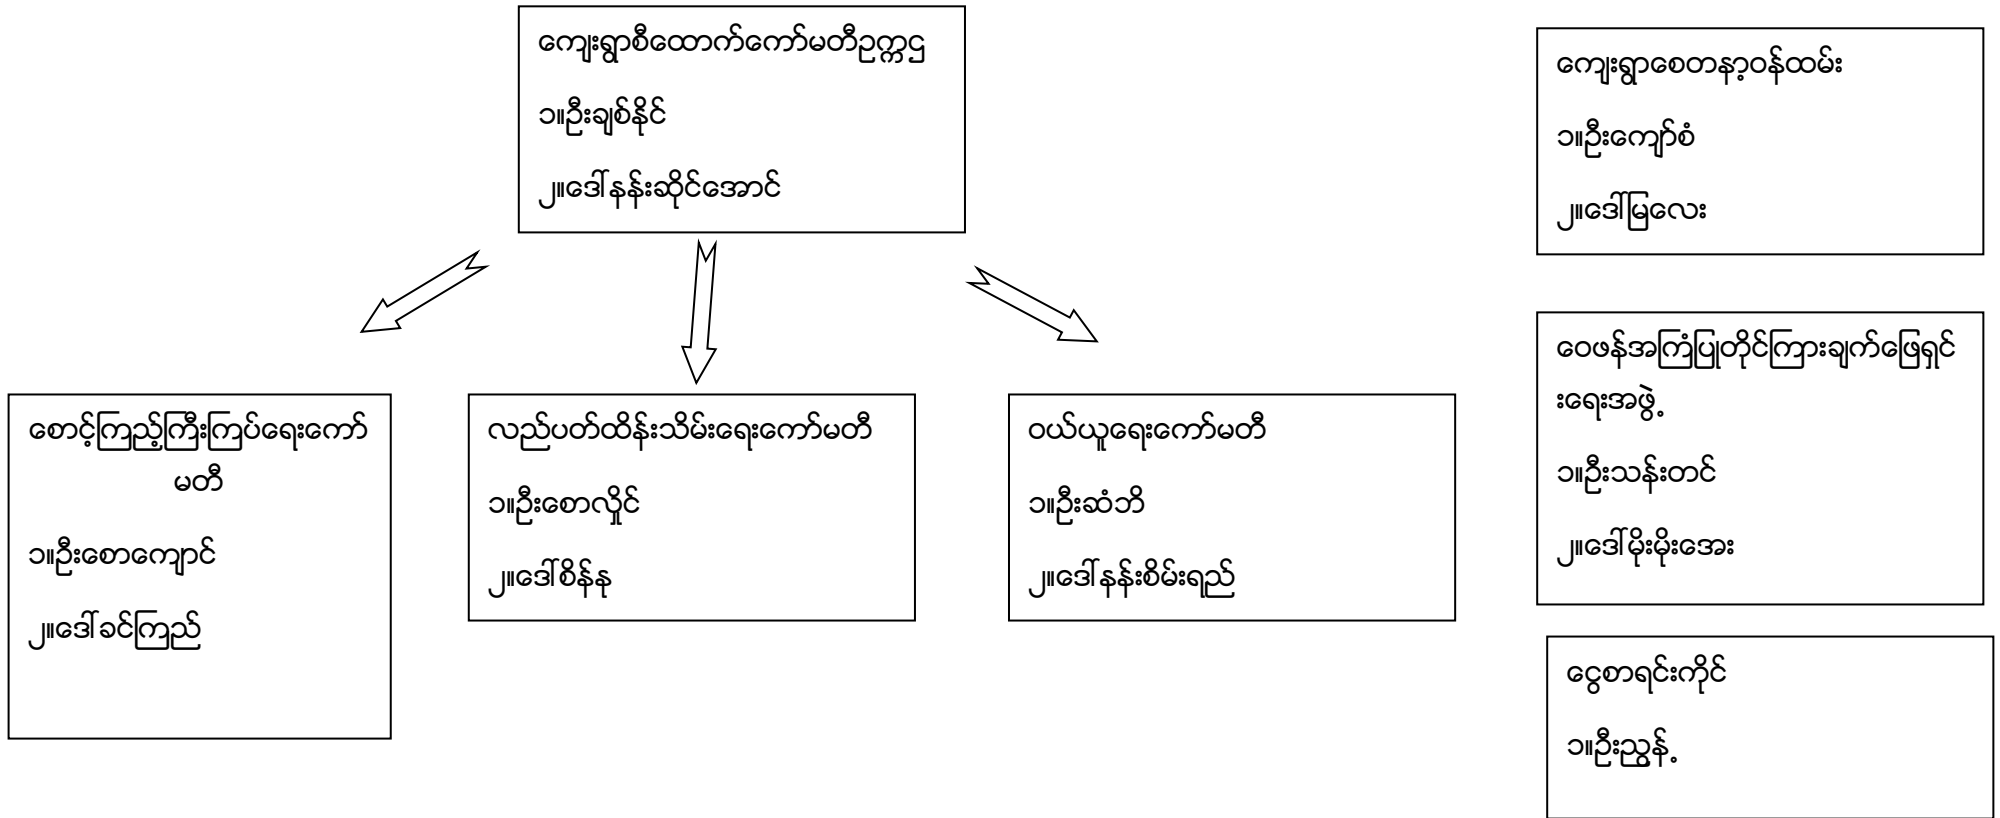 ကျေးရွာစီထောက်ကော်မတီဥက္ကဌ
၁။ဦးချစ်နိုင်
၂။ဒေါ်နန်းဆိုင်အောင်
ကျေးရွာစေတနာ့ဝန်ထမ်း
၁။ဦးကျော်စံ
၂။ဒေါ်မြလေး
စောင့်ကြည့်ကြီးကြပ်ရေးကော်
မတီ
၁။ဦးစောကျောင်
၂။ဒေါ်ခင်ကြည်
လည်ပတ်ထိန်းသိမ်းရေးကော်မတီ
၁။ဦးစောလှိုင်
၂။ဒေါ်စိန်နု
ဝယ်ယူရေးကော်မတီ
၁။ဦးဆံဘိ
၂။ဒေါ်နန်းစိမ်းရည်
ဝေဖန်အကြံပြုတိုင်ကြားချက်ဖြေရှင်
းရေးအဖွဲ့
၁။ဦးသန်းတင်
၂။ဒေါ်မိုးမိုးအေး
ငွေစာရင်းကိုင်
၁။ဦးညွန့်